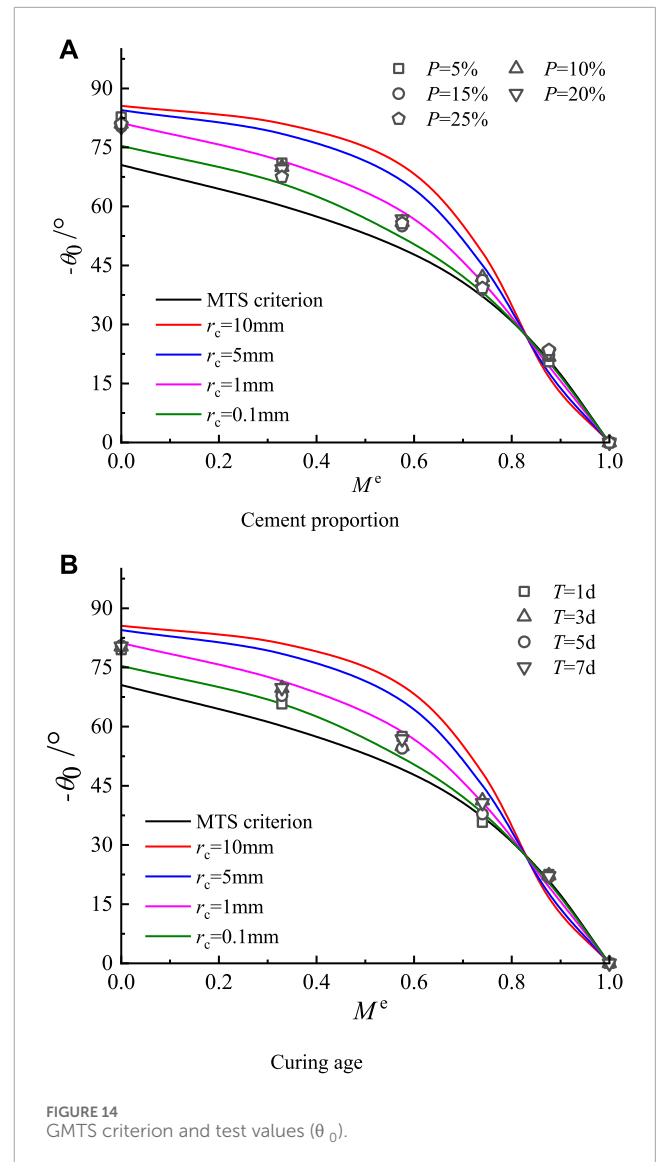 A
P=5% P=10%
P=15% P=20%
P=25%
90
75
60
45
30
15
0
-θ0 /°
MTS criterion
rc=10mm
rc=5mm
rc=1mm
rc=0.1mm
0.0 0.2 0.4 0.6 0.8 1.0
Me
Cement proportion
B
T=1d
T=3d
T=5d
T=7d
90
75
60
45
30
15
0
-θ0 /°
MTS criterion
rc=10mm
rc=5mm
rc=1mm
rc=0.1mm
0.0 0.2 0.4 0.6 0.8 1.0
Me
Curing age
FIGURE 14
GMTS criterion and test values (θ 0).